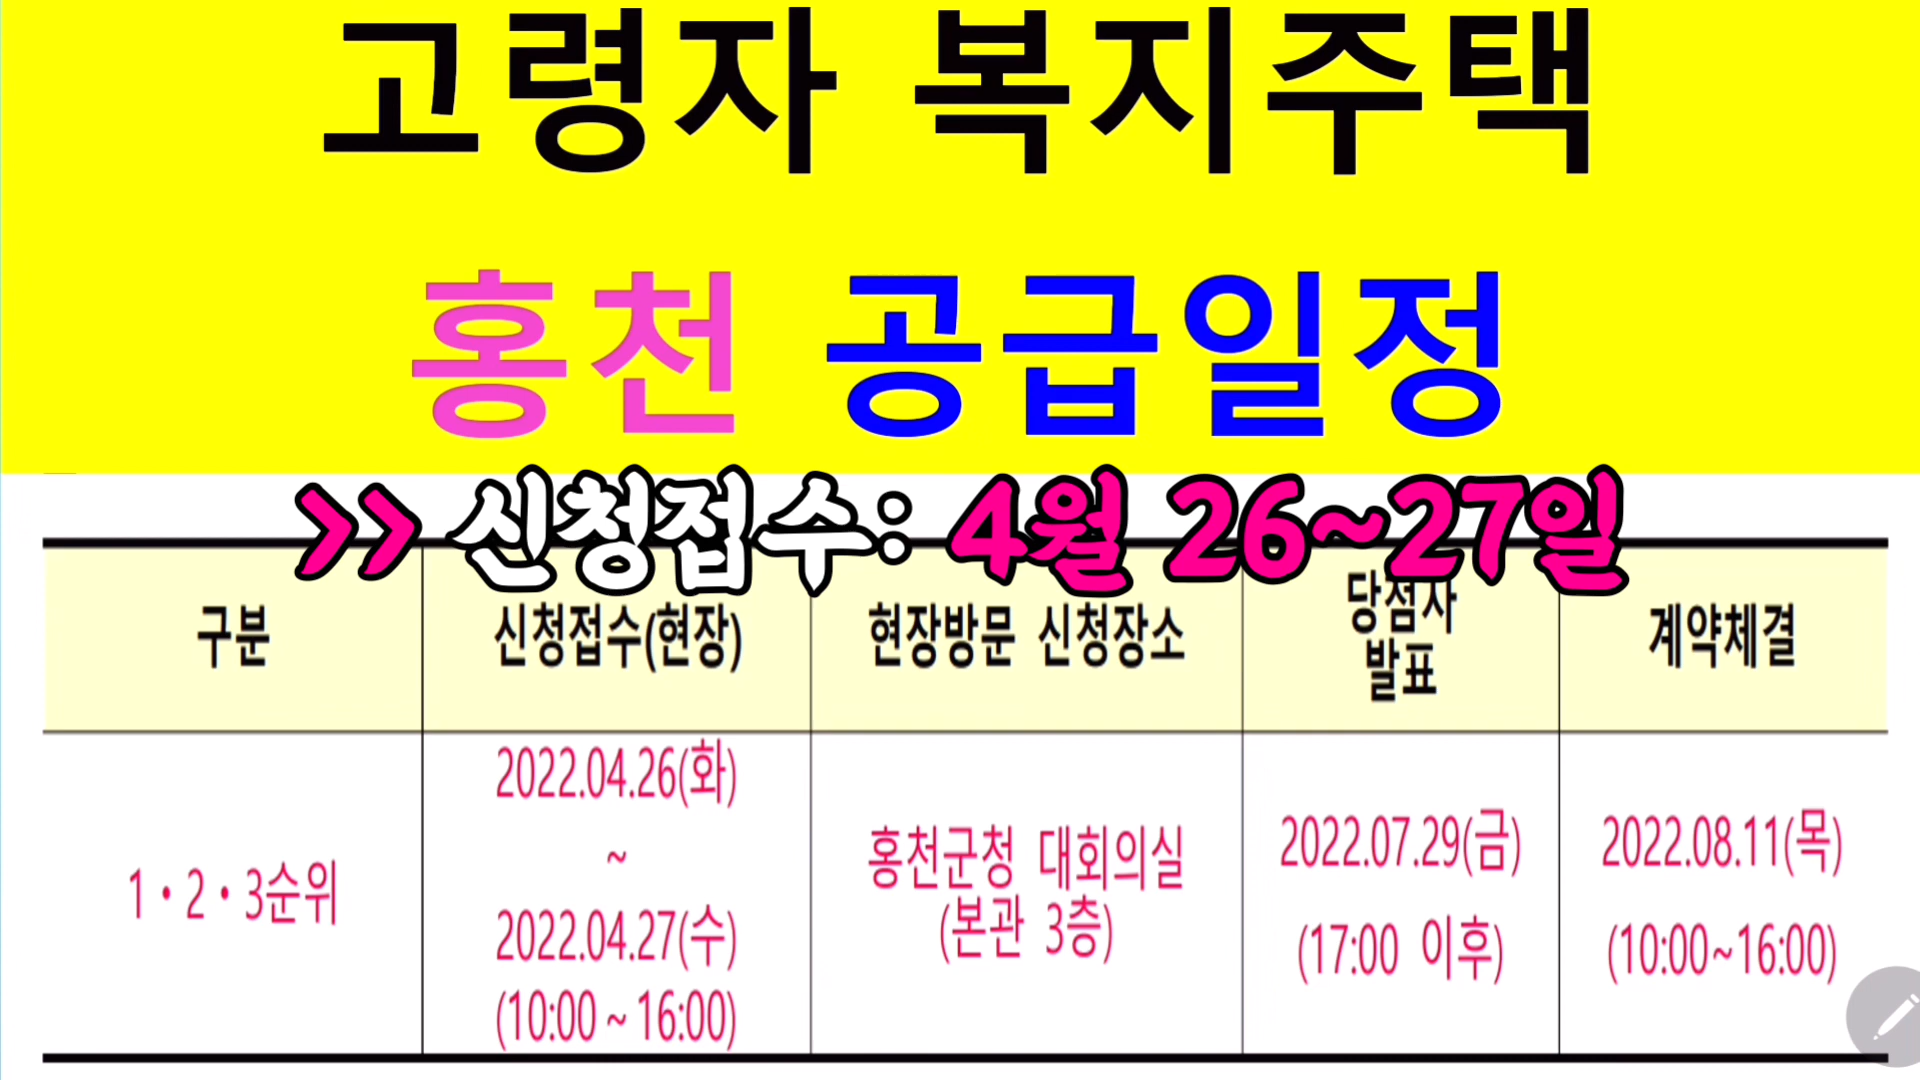 고령자 복지주택
홍천 공급일정
>> 신청접수: 4월 26~27일
구분
신청접수(현장)
현장방문 신청장소
당첨자
발표
계약체결
1·2·3순위
2022.04.26(화)
~
2022.04.27(수)
(10:00 ~ 16:00)
홍천군청 대회의실
(본관 3층)
2022.07.29(금)
(17:00 이후)
2022.08.11(목)
(10:00~16:00)